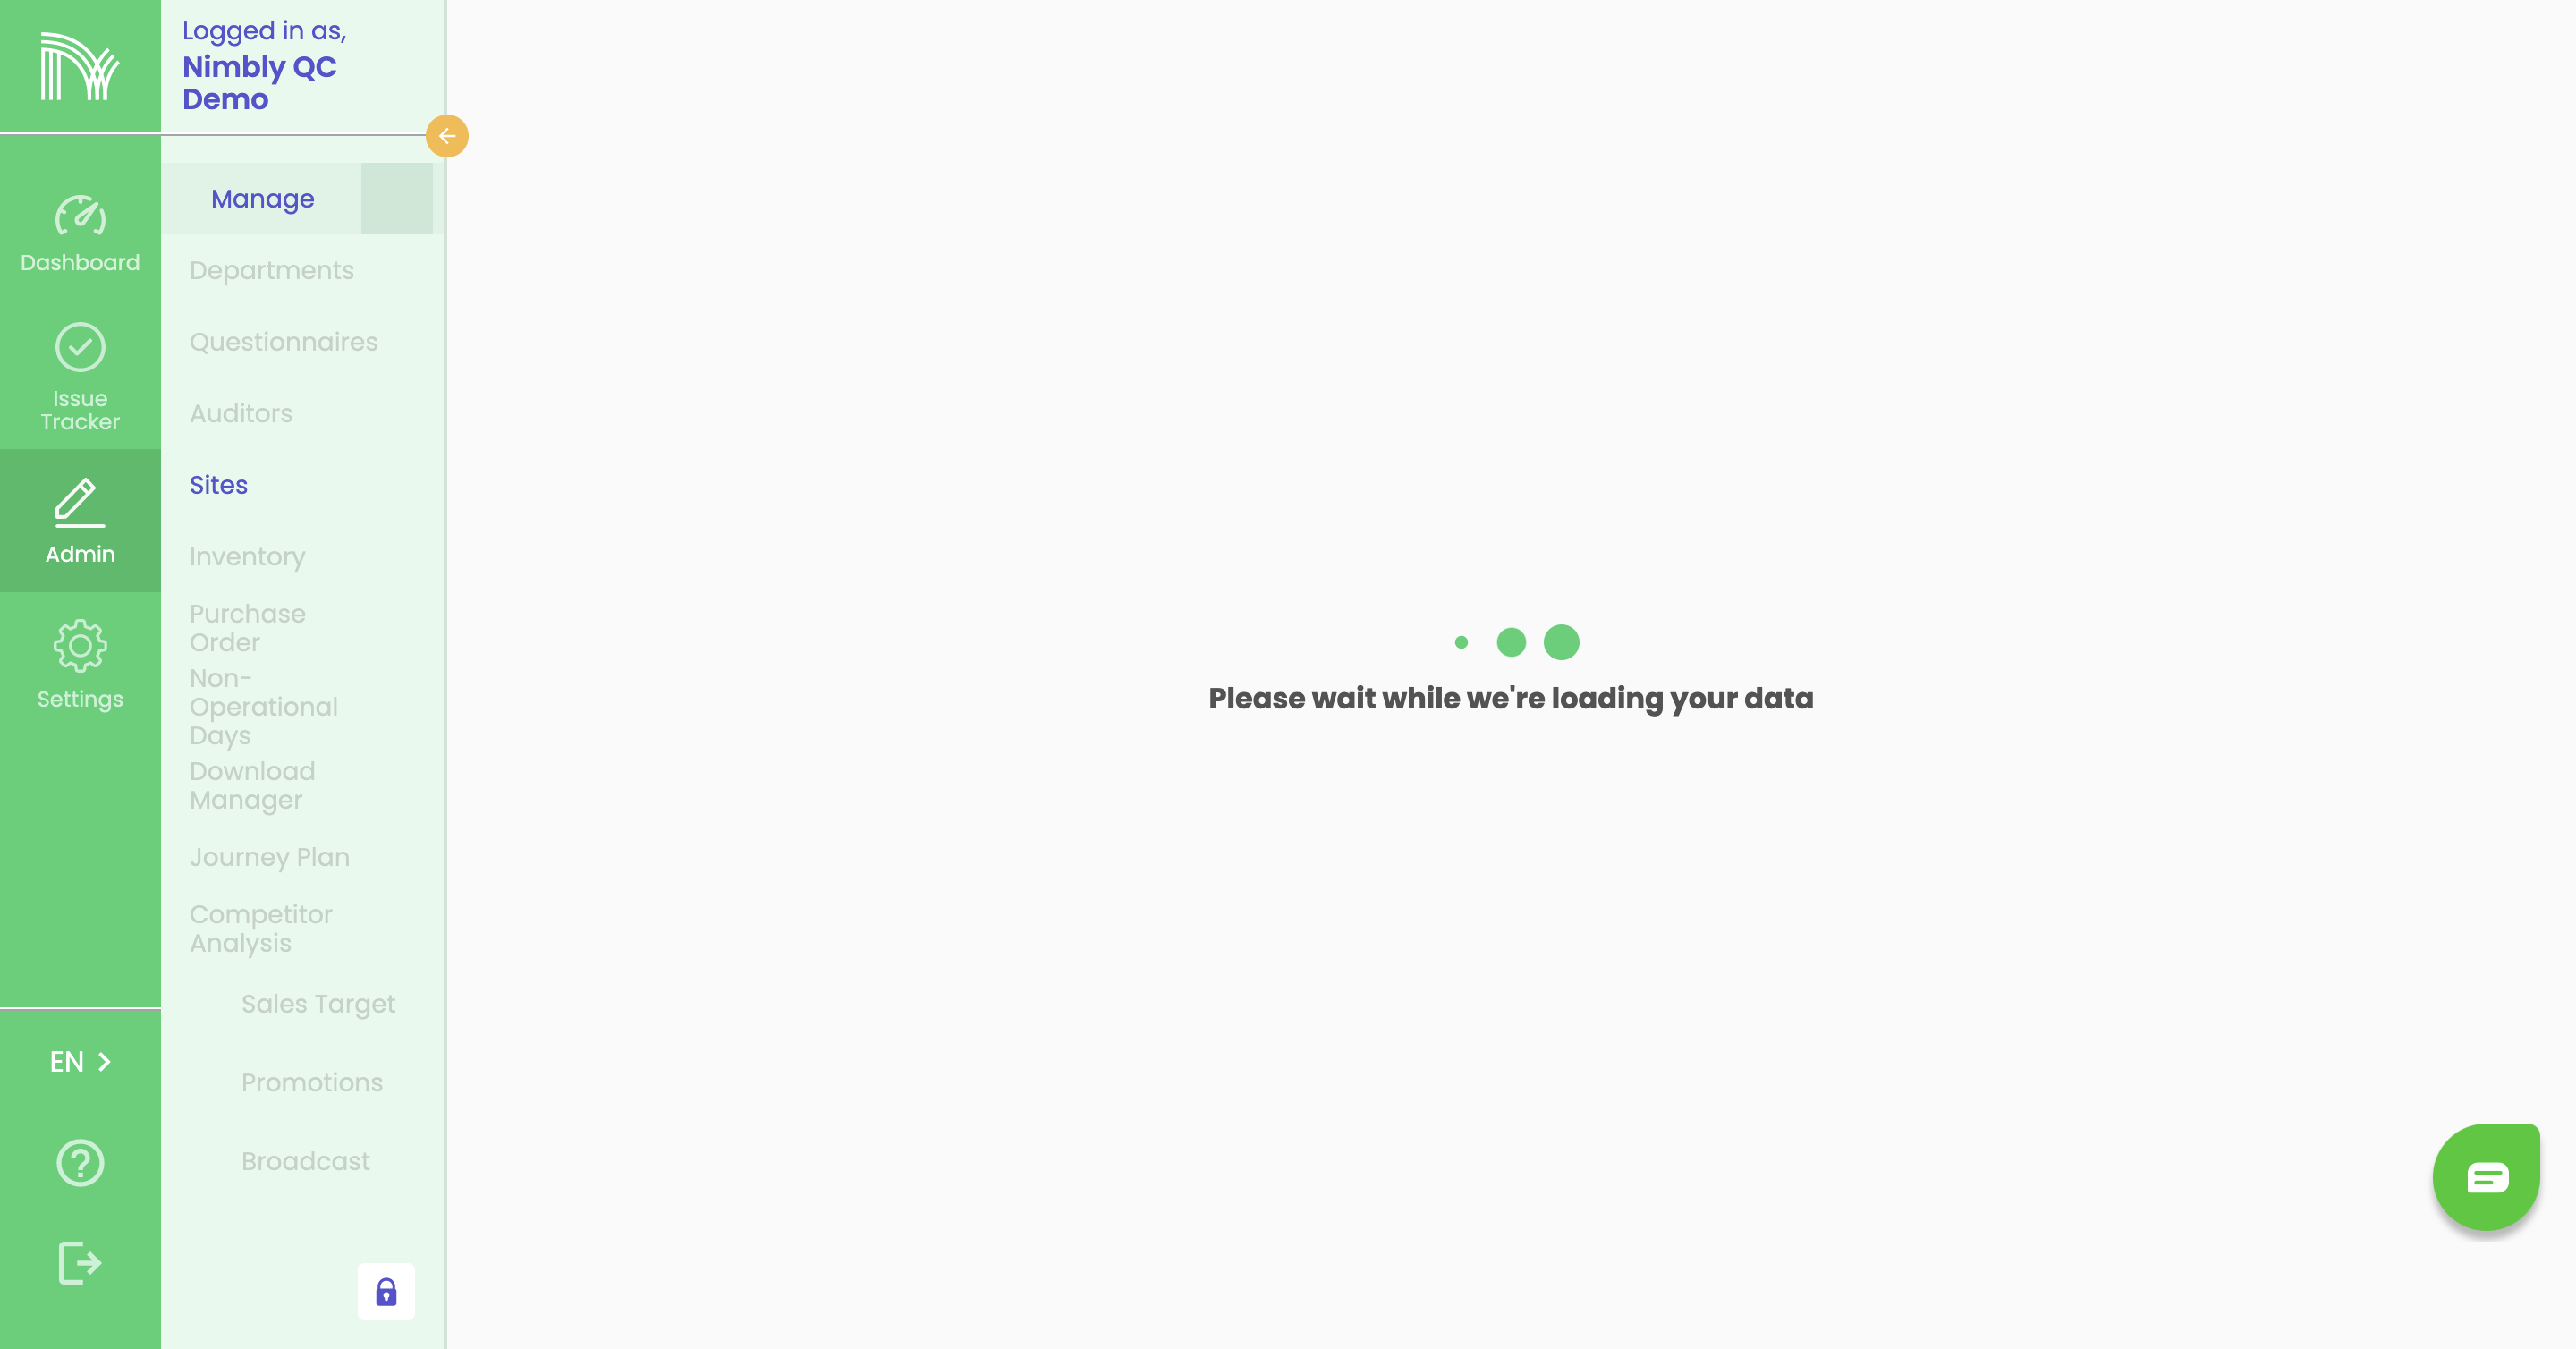 Logged in as,
Nimbly QC
Demo
Dashboard
Issue
Tracker
Admin
Settings
EN
Manage
Departments
Questionnaires
Auditors
Sites
Inventory
Purchase
Order
Non-
Operational
Days
Download
Manager
Journey Plan
Competitor
Analysis
Sales Target
Promotions
Broadcast
Please wait while we're loading your data